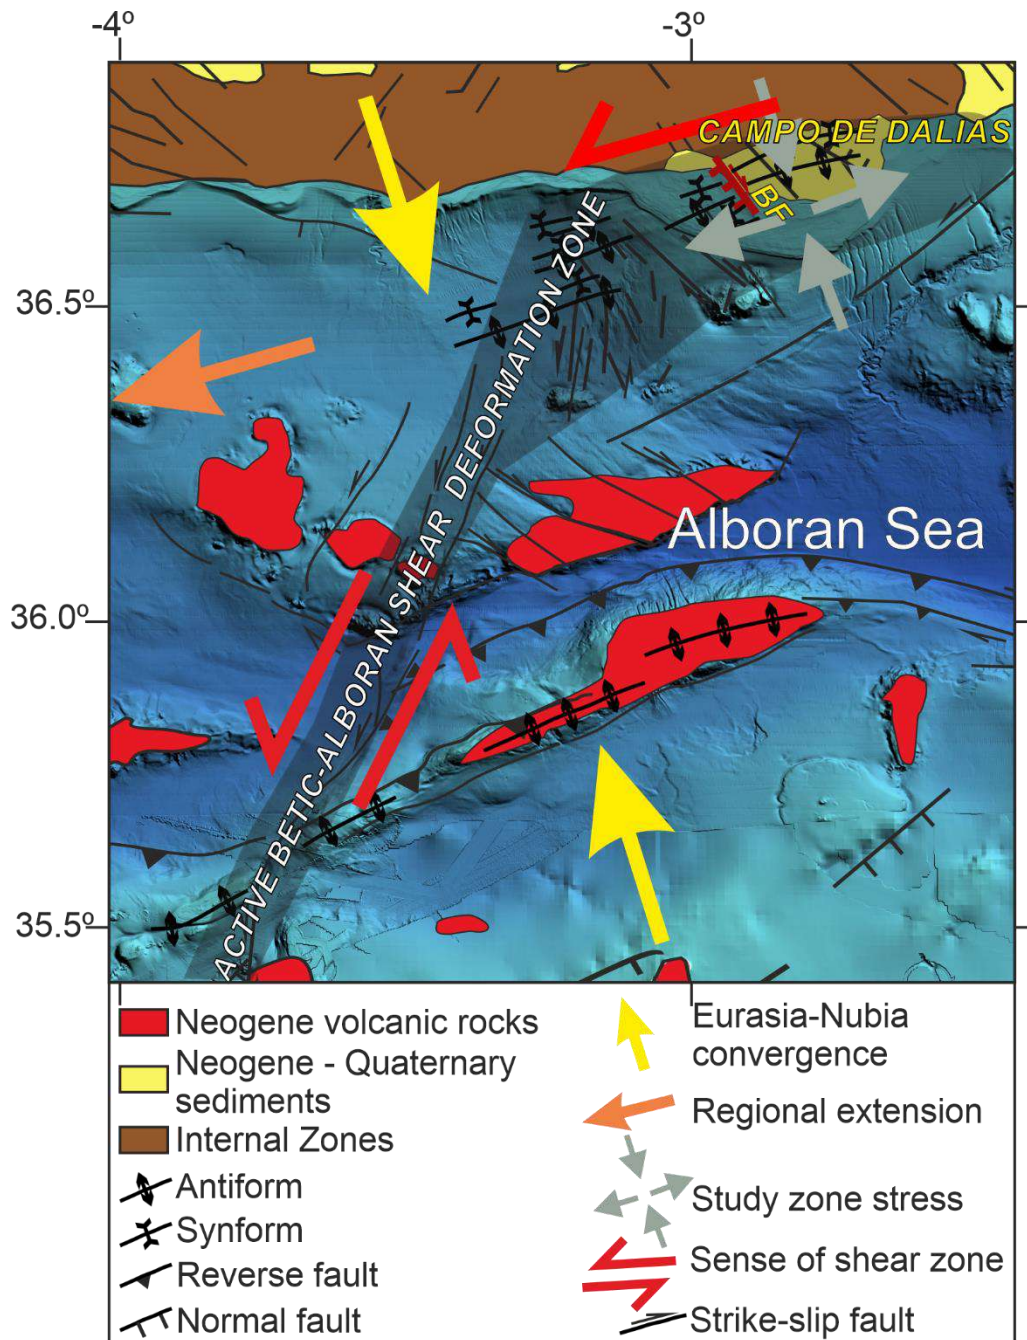 -4º
-3º
CAMPO DE DALIAS
BF
36.5º
ACTIVE BETIC-ALBORAN SHEAR DEFORMATION ZONE
Alboran Sea
36.0º
35.5º
Neogene volcanic rocks
Neogene - Quaternary
sediments
Internal Zones
Antiform
Synform
Reverse fault
Normal fault
Eurasia-Nubia
convergence
Regional extension
Study zone stress
Sense of shear zone
Strike-slip fault